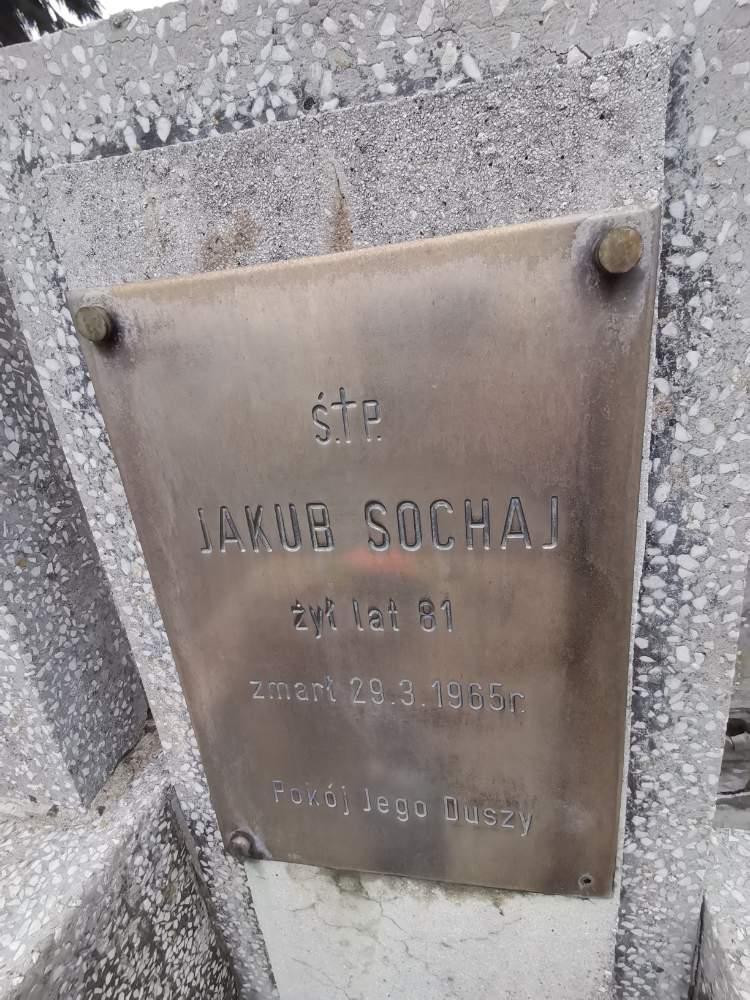 Ś.†P.
JAKUB SOCHAJ
żył lat 81
zmarł 29.3.1965r.
Pokój Jego Duszy